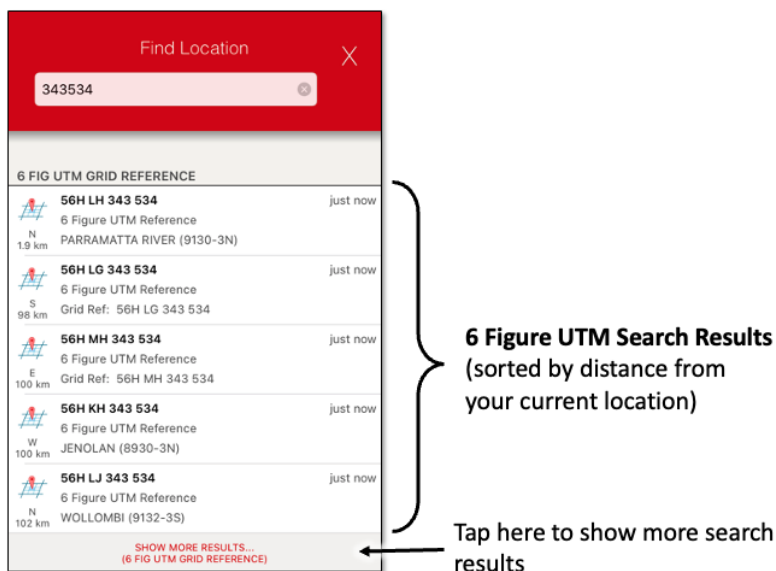 Find Location
X
343534
6 FIG UTM GRID REFERENCE
56H LH 343 534
just now
6 Figure UTM Reference
N
1.9 km
PARRAMATTA RIVER (9130-3N)
56H LG 343 534
just now
6 Figure UTM Reference
S
98 km
Grid Ref: 56H LG 343 534
56H MH 343 534
just now
6 Figure UTM Reference
E
100 km
Grid Ref: 56H MH 343 534
56H KH 343 534
just now
6 Figure UTM Reference
W
100 km
JENOLAN (8930-3N)
56H LJ 343 534
just now
6 Figure UTM Reference
N
102 km
WOLLOMBI (9132-3S)
SHOW MORE RESULTS...
(6 FIG UTM GRID REFERENCE)
6 Figure UTM Search Results
(sorted by distance from
your current location)
Tap here to show more search
results